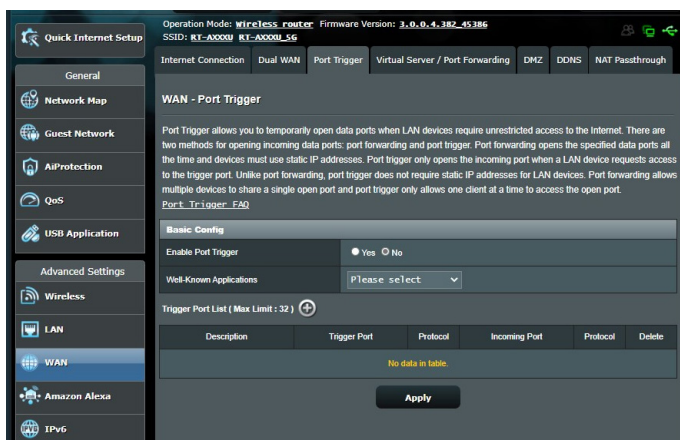 Quick Internet Setup
General
Network Map
Guest Network
AiProtection
QoS
USB Application
Advanced Settings
Wireless
LAN
WAN
Amazon Alexa
IPv6
Operation Mode: Wireless router Firmware Version: 3.0.0.4.382_45386
SSID: RT-AXXXU RT-AXXXU_5G
Internet Connection Dual WAN Port Trigger Virtual Server / Port Forwarding DMZ DDNS NAT Passthrough
WAN - Port Trigger
Port Trigger allows you to temporarily open data ports when LAN devices require unrestricted access to the Internet. There are
two methods for opening incoming data ports: port forwarding and port trigger. Port forwarding opens the specified data ports all
the time and devices must use static IP addresses. Port trigger only opens the incoming port when a LAN device requests access
to the trigger port. Unlike port forwarding, port trigger does not require static IP addresses for LAN devices. Port forwarding allows
multiple devices to share a single open port and port trigger only allows one client at a time to access the open port.
Port Trigger FAQ
Basic Config
Enable Port Trigger Yes No
Well-Known Applications Please select
Trigger Port List ( Max Limit : 32 )
Description Trigger Port Protocol Incoming Port Protocol Delete
No data in table.
Apply